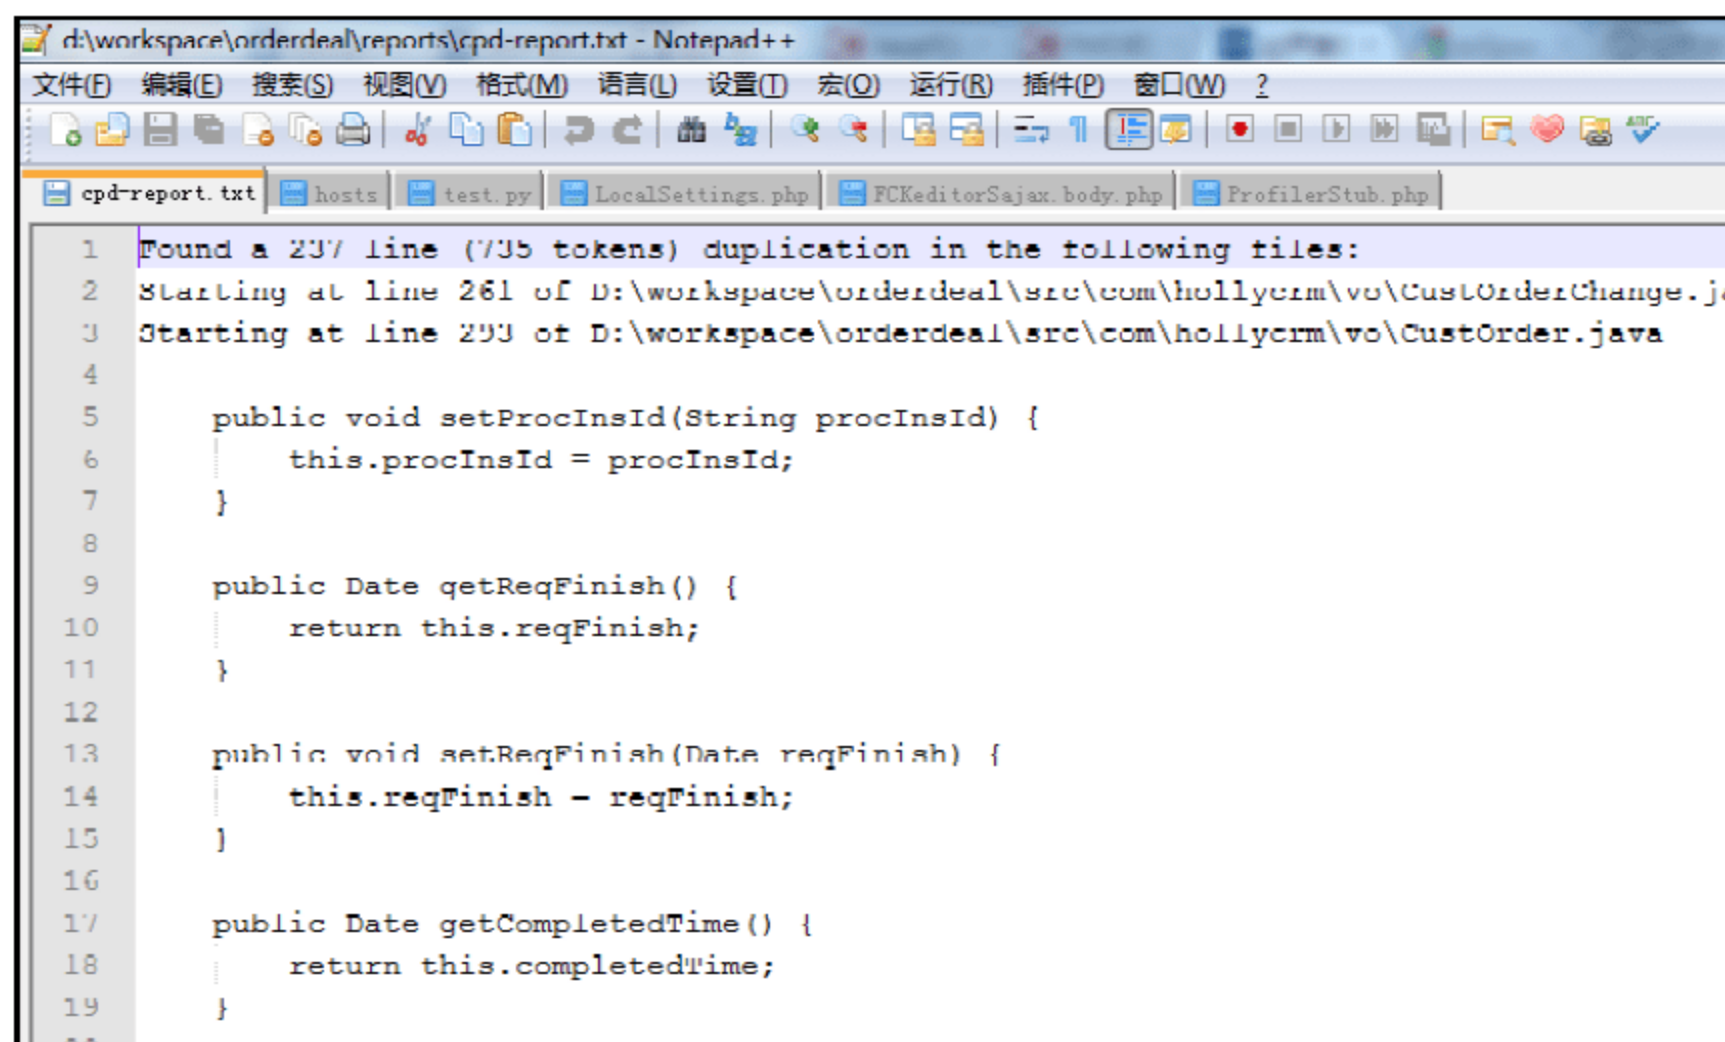 d:\workspace\orderdeal\reports\cpd-report.txt - Notepad++
文件(F) 编辑(E) 搜索(S) 视图(V) 格式(M) 语言(L) 设置(T) 宏(O) 运行(R) 插件(P) 窗口(W) ?
cpd-report.txt hosts test.py LocalSettings.php FCKeditorSajax.body.php ProfilerStub.php
1 Found a 237 line (735 tokens) duplication in the following files:
2 Starting at line 261 of D:\workspace\orderdeal\src\com\hollycrm\vo\CustOrderChange.ja
3 Starting at line 293 of D:\workspace\orderdeal\src\com\hollycrm\vo\CustOrder.java
4
5 public void setProcInsId(String procInsId) {
6 this.procInsId = procInsId;
7 }
8
9 public Date getReqFinish() {
10 return this.reqFinish;
11 }
12
13 public void setReqFinish(Date reqFinish) {
14 this.reqFinish = reqFinish;
15 }
16
17 public Date getCompletedTime() {
18 return this.completedTime;
19 }